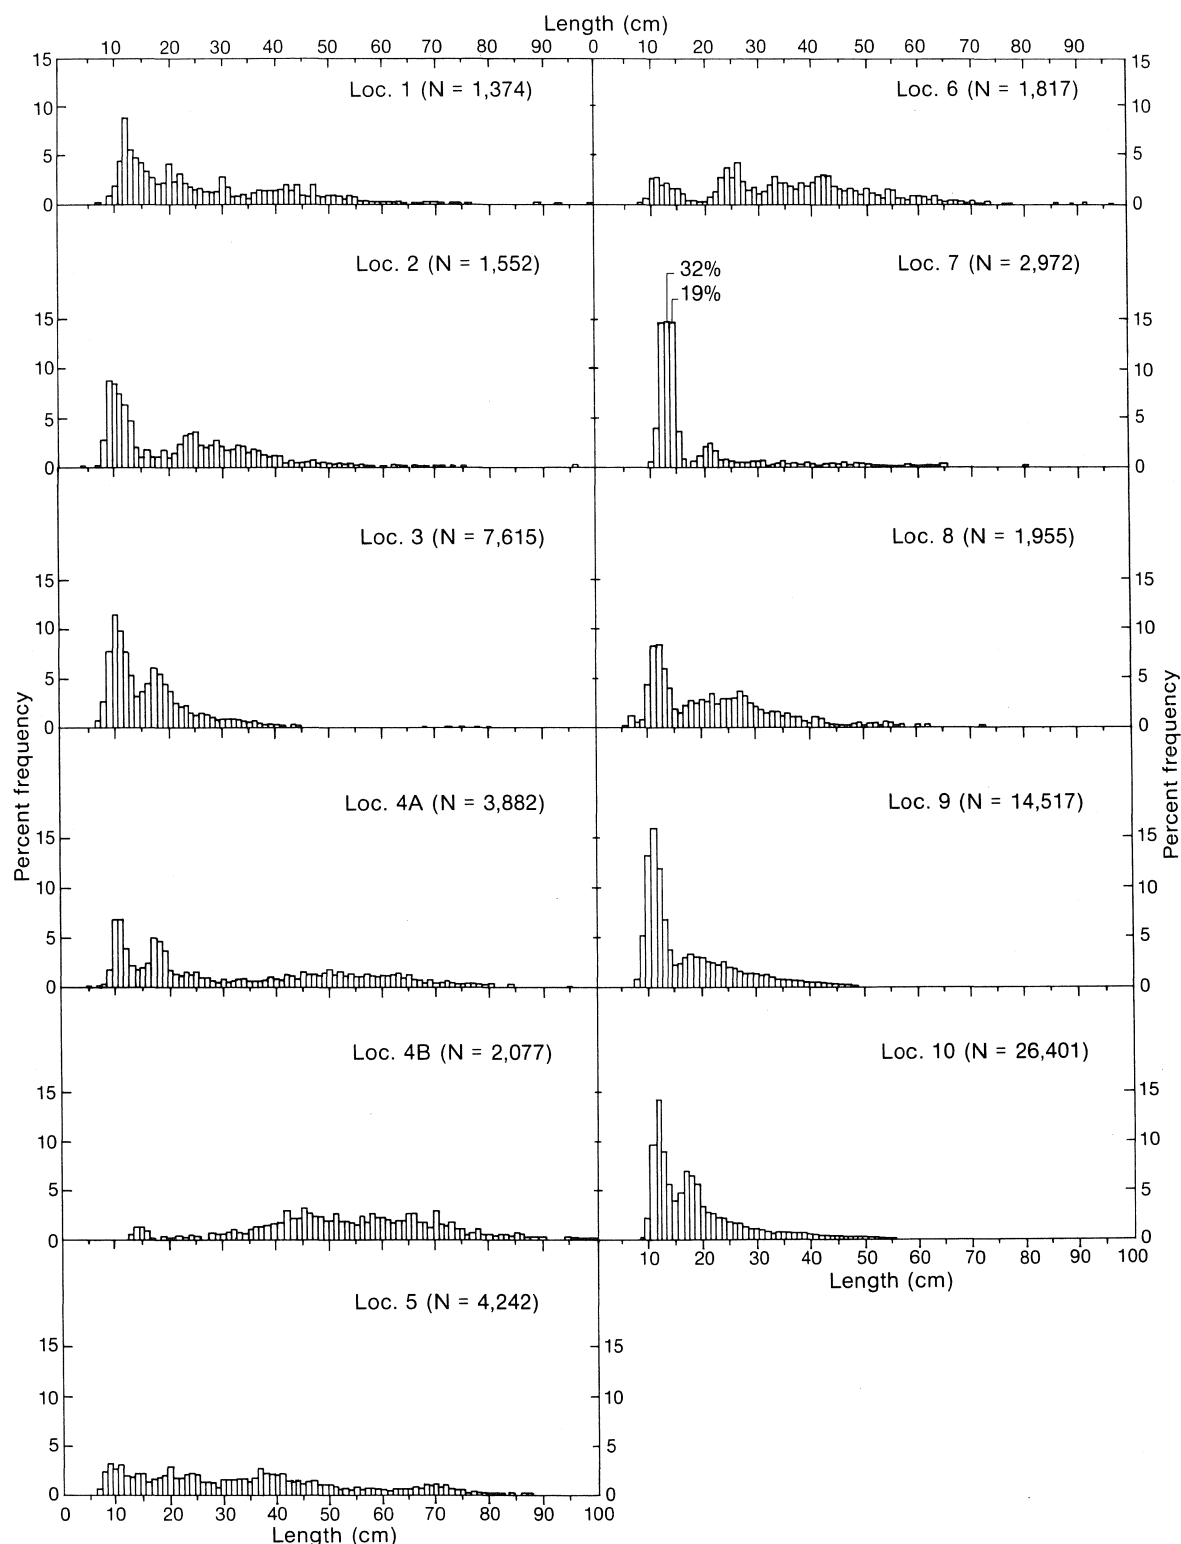 Length (cm)
10 20 30 40 50 60 70 80 90 0 10 20 30 40 50 60 70 80 90
15 15
Loc. 1 (N = 1,374) Loc. 6 (N = 1,817)
10 10
5 5
0 0
Loc. 2 (N = 1,552) Loc. 7 (N = 2,972)
32%
19%
15 15
10 10
5 5
0 0
Loc. 3 (N = 7,615) Loc. 8 (N = 1,955)
15 15
10 10
5 5
0 0
Percent frequency Percent frequency
Loc. 4A (N = 3,882) Loc. 9 (N = 14,517)
15 15
10 10
5 5
0 0
Loc. 4B (N = 2,077) Loc. 10 (N = 26,401)
15 15
10 10
5 5
0 0
10 20 30 40 50 60 70 80 90 100
Length (cm)
Loc. 5 (N = 4,242)
15 15
10 10
5 5
0 0
0 10 20 30 40 50 60 70 80 90 100
Length (cm)